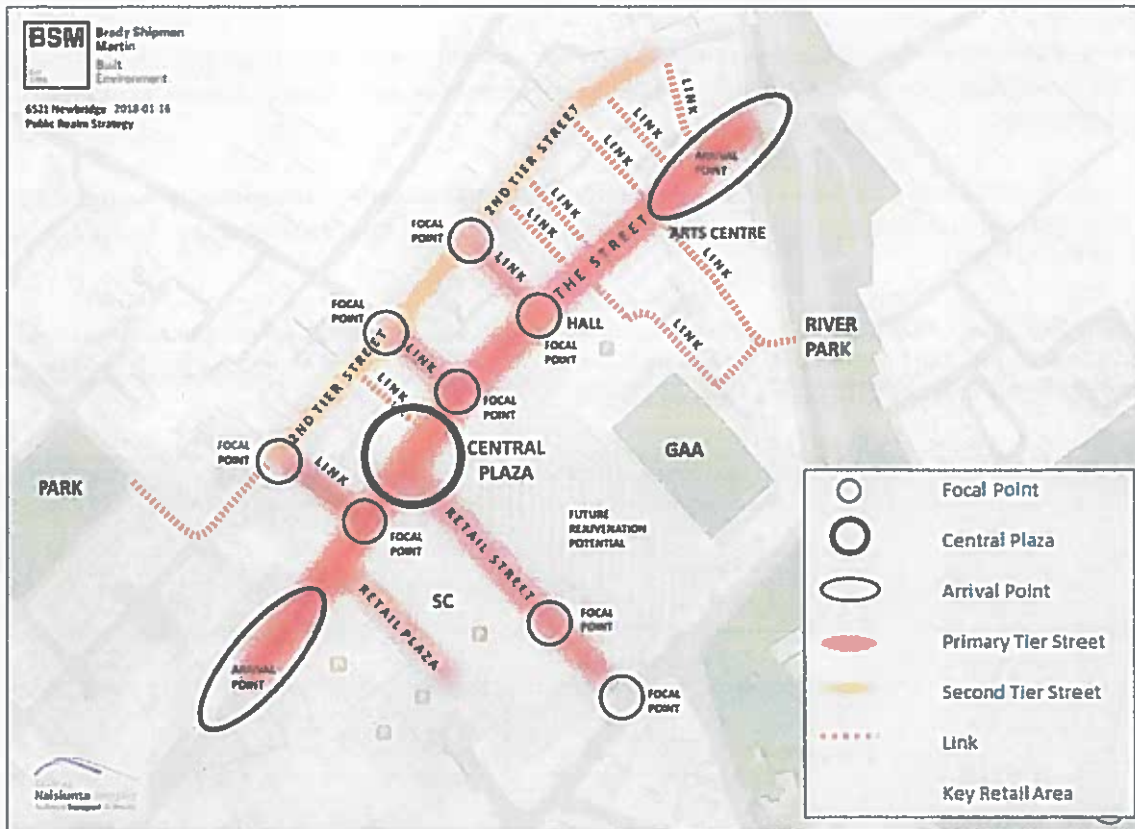 BSM
Brady Shipman
Martin
Built
Environment
6521 Newbridge 2018-01-16
Public Realm Strategy
LINK
LINK
LINK
2ND TIER STREET
ARRIVAL
POINT
LINK
LINK
FOCAL
POINT
THE STREET
ARTS CENTRE
LINK
LINK
FOCAL
POINT
HALL
FOCAL
POINT
LINK
RIVER
PARK
LINK
2ND TIER STREET
LINK
FOCAL
POINT
FOCAL
POINT
CENTRAL
PLAZA
GAA
LINK
PARK
FOCAL
POINT
RETAIL STREET
FUTURE
REJUVENATION
POTENTIAL
RETAIL PLAZA
SC
FOCAL
POINT
ARRIVAL
POINT
FOCAL
POINT
Focal Point
Central Plaza
Arrival Point
Primary Tier Street
Second Tier Street
Link
Key Retail Area
Naisiunta